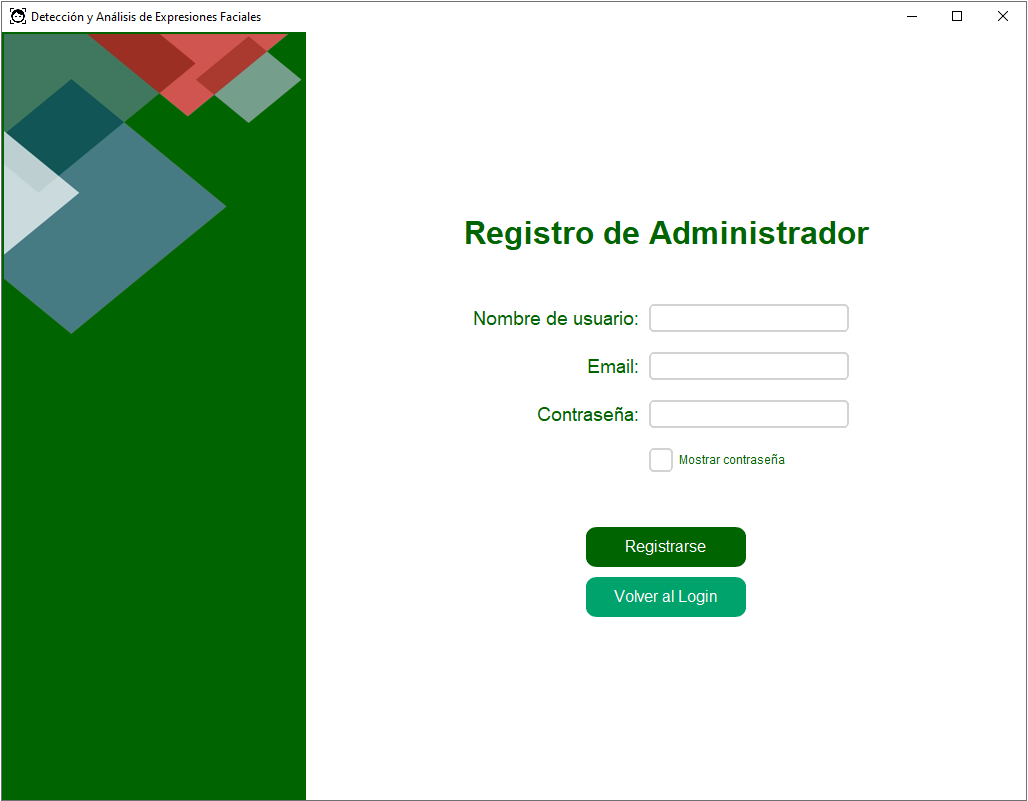 Detección y Análisis de Expresiones Faciales
Registro de Administrador
Nombre de usuario:
Email:
Contraseña:
Mostrar contraseña
Registrarse
Volver al Login